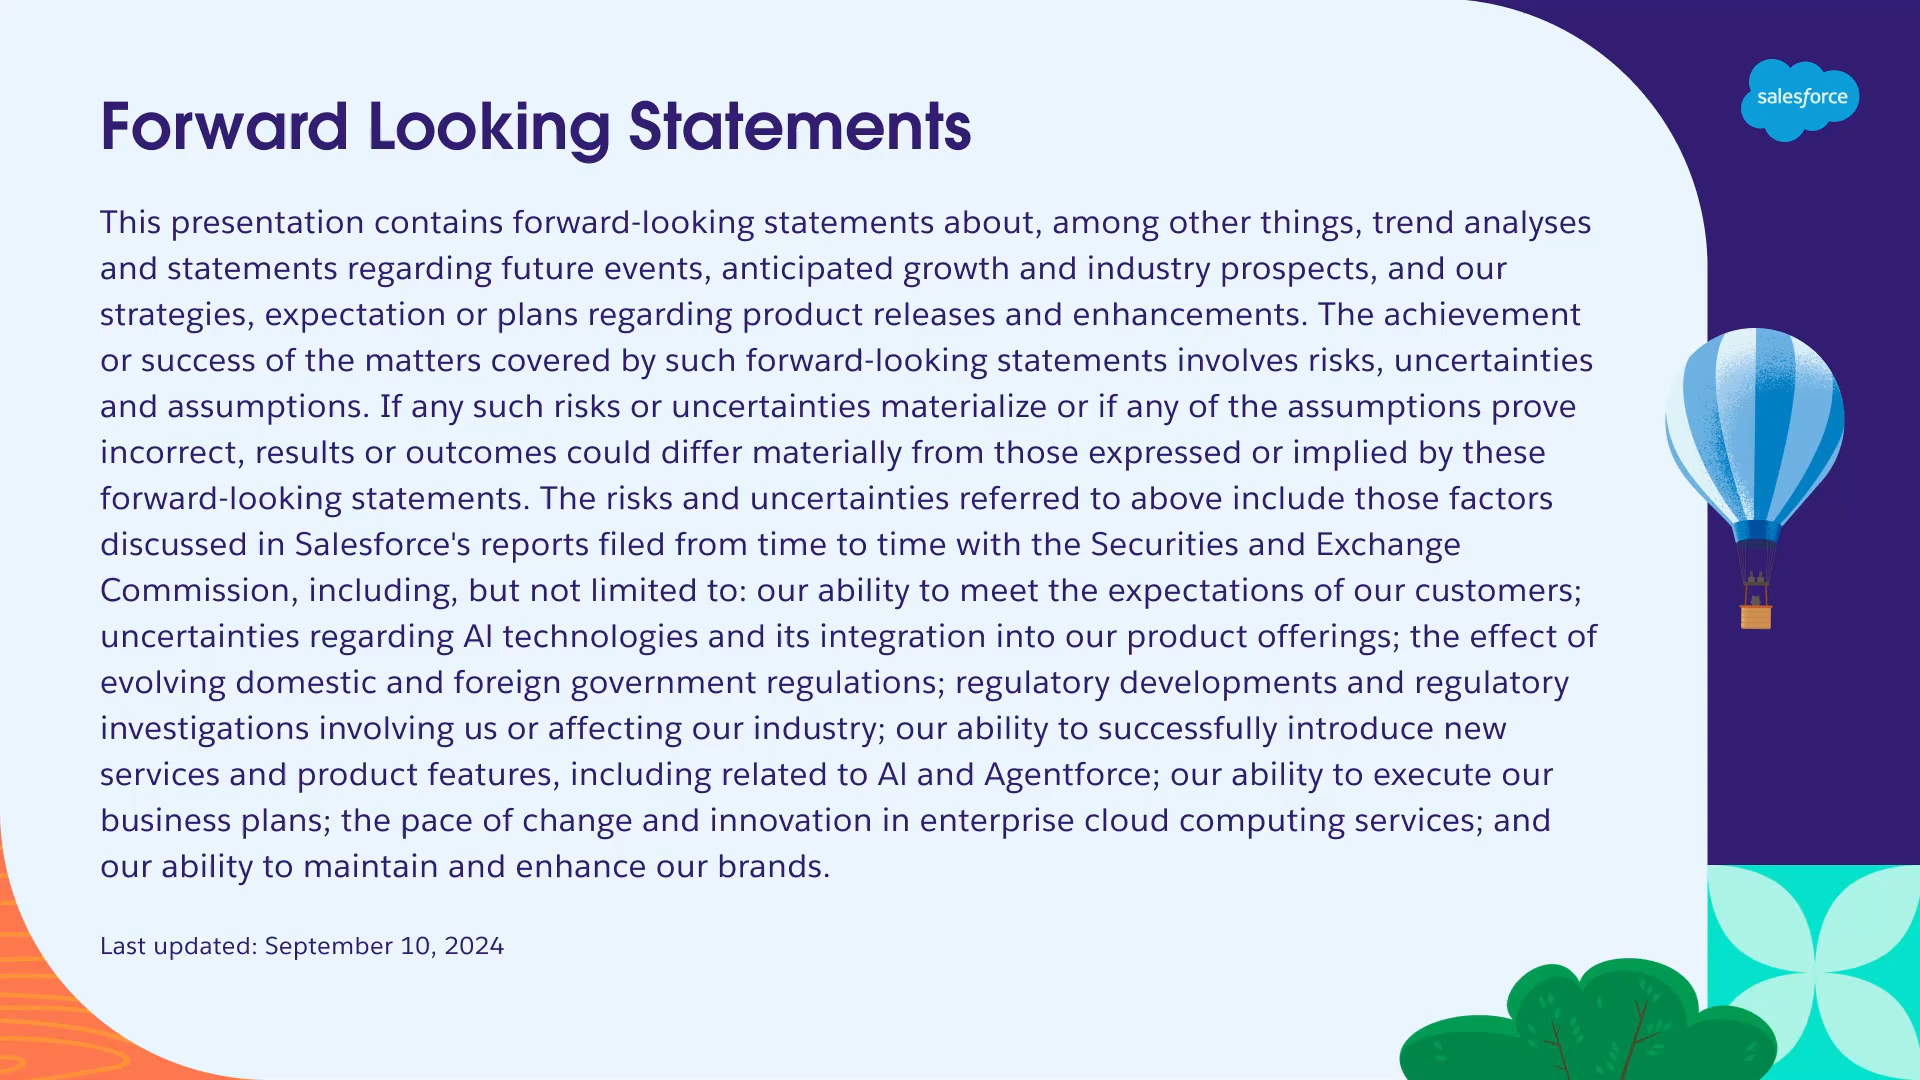 salesforce
Forward Looking Statements
This presentation contains forward-looking statements about, among other things, trend analyses
and statements regarding future events, anticipated growth and industry prospects, and our
strategies, expectation or plans regarding product releases and enhancements. The achievement
or success of the matters covered by such forward-looking statements involves risks, uncertainties
and assumptions. If any such risks or uncertainties materialize or if any of the assumptions prove
incorrect, results or outcomes could differ materially from those expressed or implied by these
forward-looking statements. The risks and uncertainties referred to above include those factors
discussed in Salesforce's reports filed from time to time with the Securities and Exchange
Commission, including, but not limited to: our ability to meet the expectations of our customers;
uncertainties regarding AI technologies and its integration into our product offerings; the effect of
evolving domestic and foreign government regulations; regulatory developments and regulatory
investigations involving us or affecting our industry; our ability to successfully introduce new
services and product features, including related to AI and Agentforce; our ability to execute our
business plans; the pace of change and innovation in enterprise cloud computing services; and
our ability to maintain and enhance our brands.
Last updated: September 10, 2024